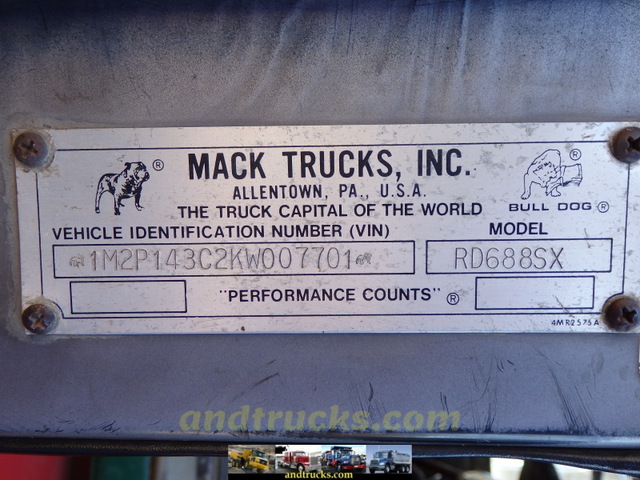 MACK TRUCKS, INC.
ALLENTOWN, PA., U.S.A.
THE TRUCK CAPITAL OF THE WORLD
BULL DOG ®
VEHICLE IDENTIFICATION NUMBER (VIN)
MODEL
1M2P143C2KW007701
RD688SX
"PERFORMANCE COUNTS" ®
4MR2575A
andtrucks.com
andtrucks.com